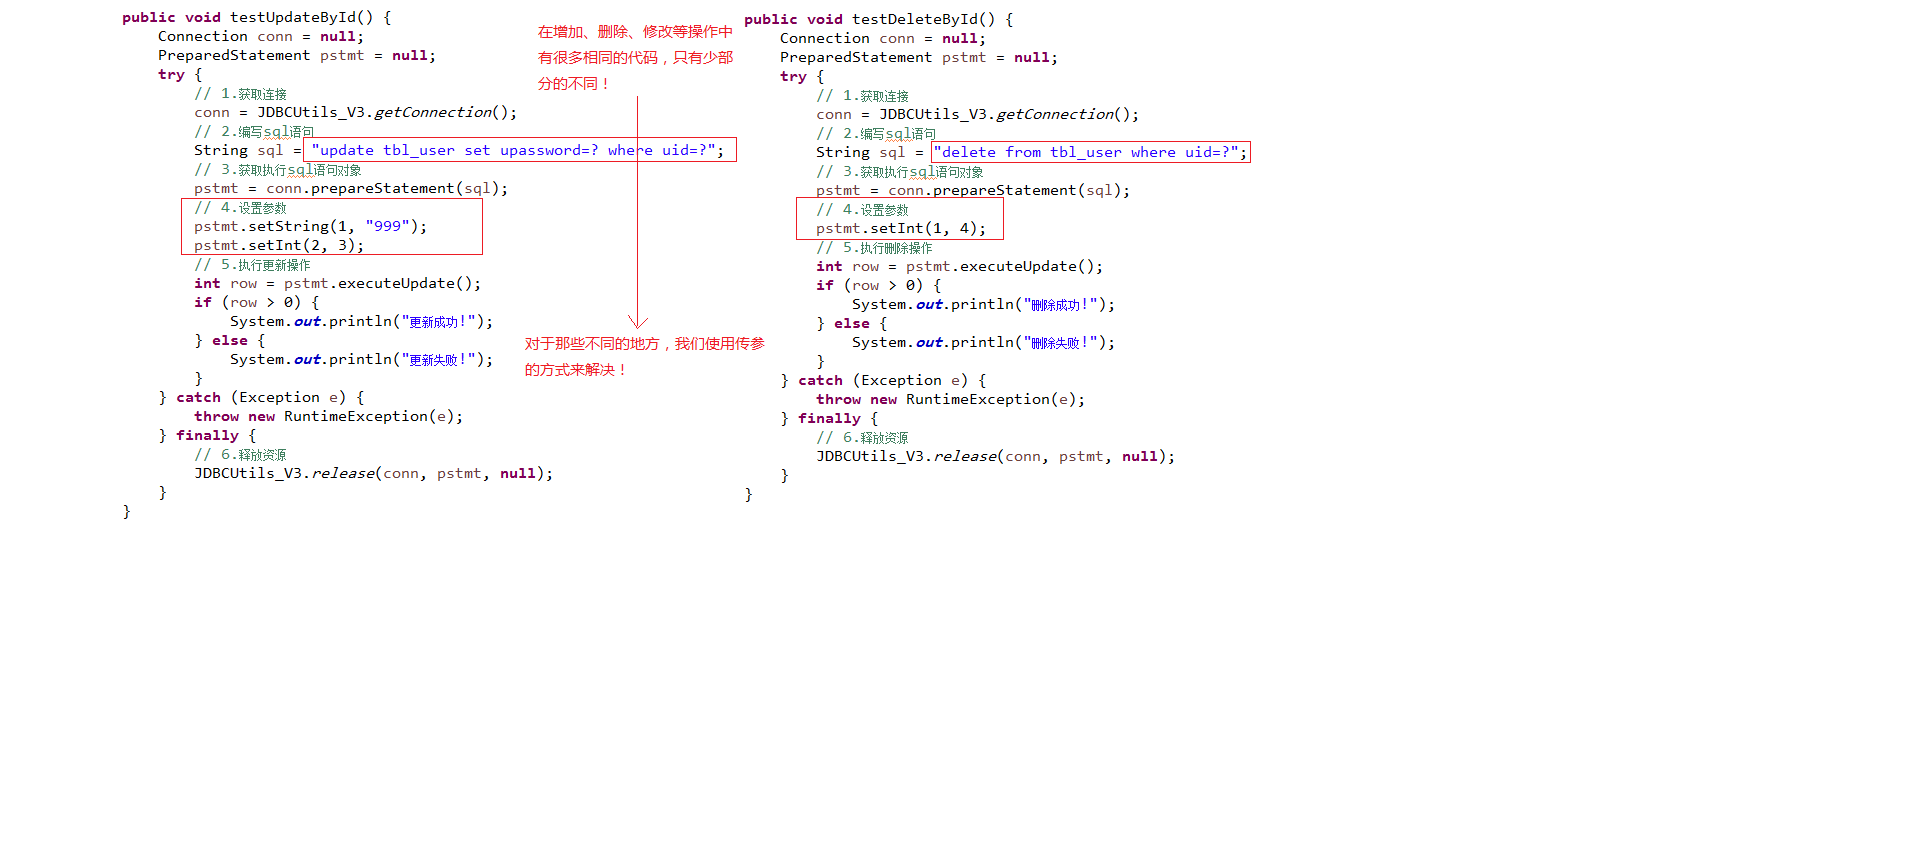 public void testUpdateById() {
    Connection conn = null;
    PreparedStatement pstmt = null;
    try {
        // 1.获取连接
        conn = JDBCUtils_V3.getConnection();
        // 2.编写sql语句
        String sql = "update tbl_user set upassword=? where uid=?";
        // 3.获取执行sql语句对象
        pstmt = conn.prepareStatement(sql);
        // 4.设置参数
        pstmt.setString(1, "999");
        pstmt.setInt(2, 3);
        // 5.执行更新操作
        int row = pstmt.executeUpdate();
        if (row > 0) {
            System.out.println("更新成功!");
        } else {
            System.out.println("更新失败!");
        }
    } catch (Exception e) {
        throw new RuntimeException(e);
    } finally {
        // 6.释放资源
        JDBCUtils_V3.release(conn, pstmt, null);
    }
}
在增加、删除、修改等操作中
有很多相同的代码，只有少部
分的不同！
对于那些不同的地方，我们使用传参
的方式来解决！
public void testDeleteById() {
    Connection conn = null;
    PreparedStatement pstmt = null;
    try {
        // 1.获取连接
        conn = JDBCUtils_V3.getConnection();
        // 2.编写sql语句
        String sql = "delete from tbl_user where uid=?";
        // 3.获取执行sql语句对象
        pstmt = conn.prepareStatement(sql);
        // 4.设置参数
        pstmt.setInt(1, 4);
        // 5.执行删除操作
        int row = pstmt.executeUpdate();
        if (row > 0) {
            System.out.println("删除成功!");
        } else {
            System.out.println("删除失败!");
        }
    } catch (Exception e) {
        throw new RuntimeException(e);
    } finally {
        // 6.释放资源
        JDBCUtils_V3.release(conn, pstmt, null);
    }
}